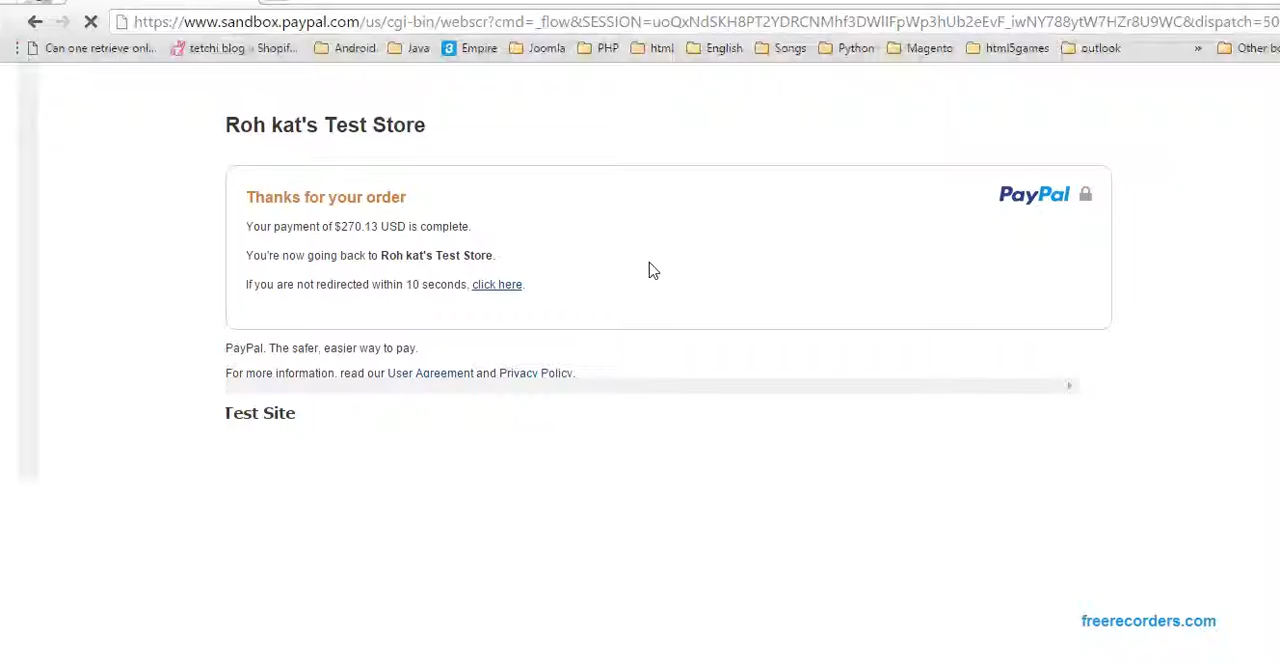 https://www.sandbox.paypal.com/us/cgi-bin/webscr?cmd=_flow&SESSION=uoQxNdSKH8PT2YDRCNMhf3DWlIFpWp3hUb2eEvF_iwNY788ytW7HZr8U9WC&dispatch=50
Can one retrieve onl... tetchi blog · Shopif... Android Java 3 Empire Joomla PHP html English Songs Python Magento html5games outlook » Other bo
Roh kat's Test Store
Thanks for your order
PayPal
Your payment of $270.13 USD is complete.
You're now going back to Roh kat's Test Store.
If you are not redirected within 10 seconds, click here.
PayPal. The safer, easier way to pay.
For more information, read our User Agreement and Privacy Policy.
Test Site
freerecorders.com